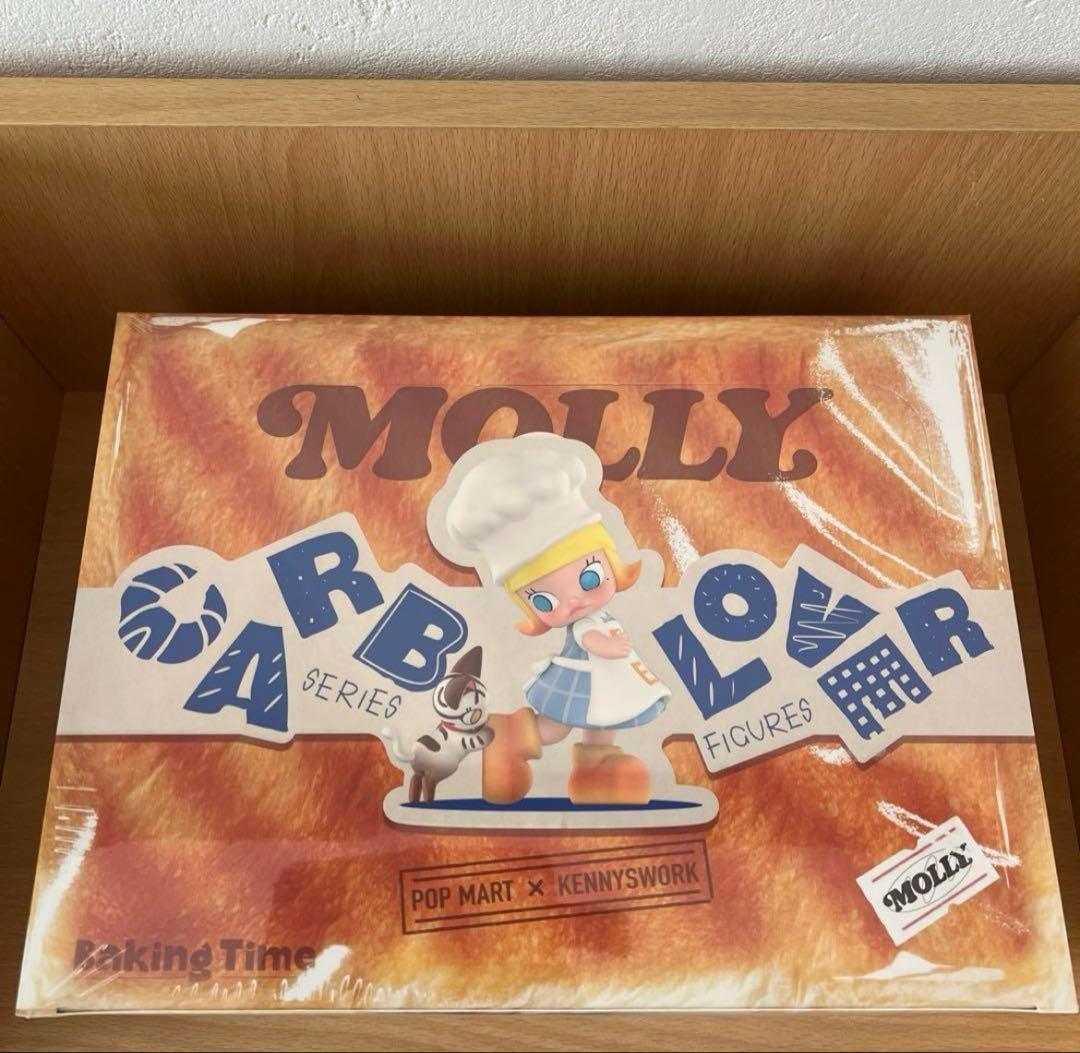 MOLLY
CARB LOVER
SERIES
FIGURES
POP MART × KENNYSWORK
MOLLY
Baking Time